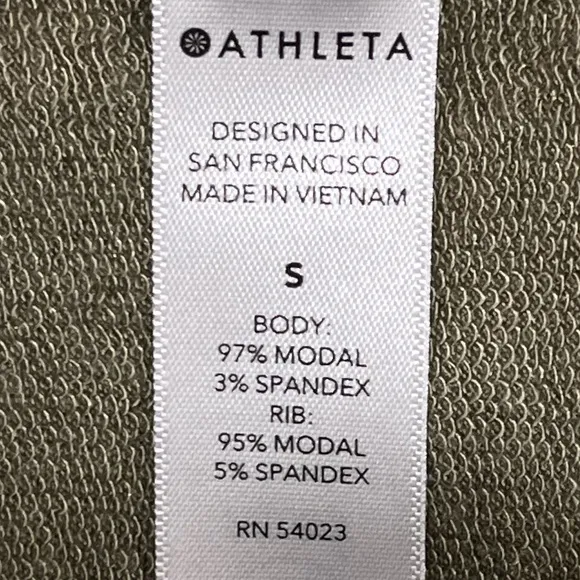 ATHLETA
DESIGNED IN
SAN FRANCISCO
MADE IN VIETNAM
S
BODY:
97% MODAL
3% SPANDEX
RIB:
95% MODAL
5% SPANDEX
RN 54023